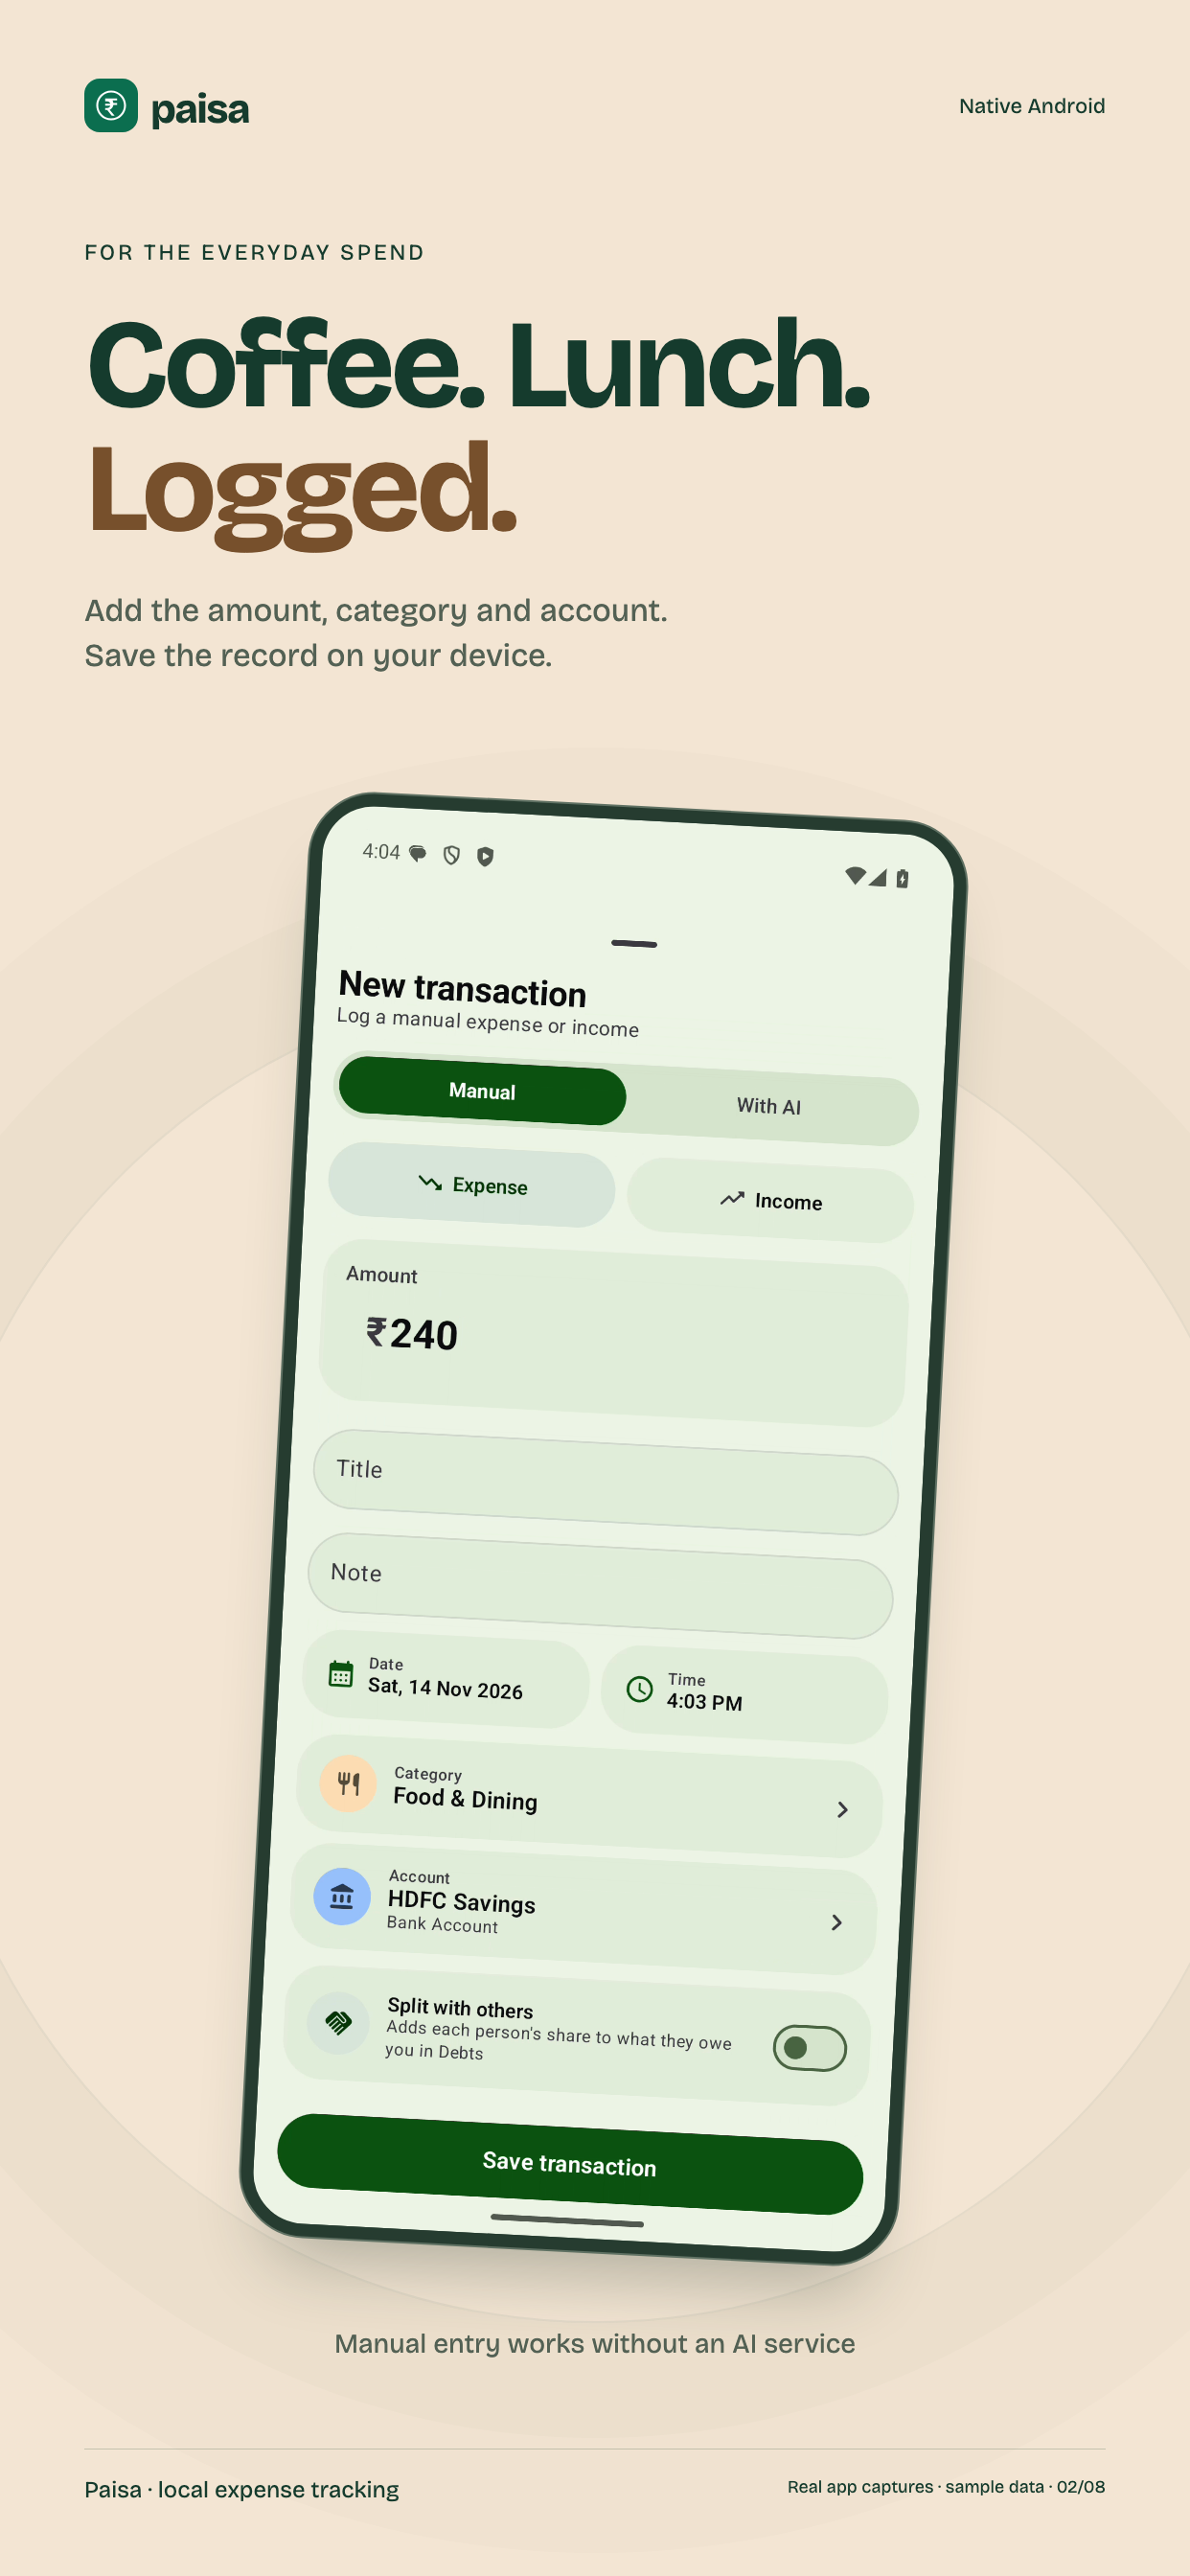 ₹ paisa
Native Android
FOR THE EVERYDAY SPEND
Coffee. Lunch.
Logged.
Add the amount, category and account.
Save the record on your device.
4:04
New transaction
Log a manual expense or income
Manual
With AI
Expense
Income
Amount
₹240
Title
Note
Date
Sat, 14 Nov 2026
Time
4:03 PM
Category
Food & Dining
Account
HDFC Savings
Bank Account
Split with others
Adds each person's share to what they owe
you in Debts
Save transaction
Manual entry works without an AI service
Paisa · local expense tracking
Real app captures · sample data · 02/08